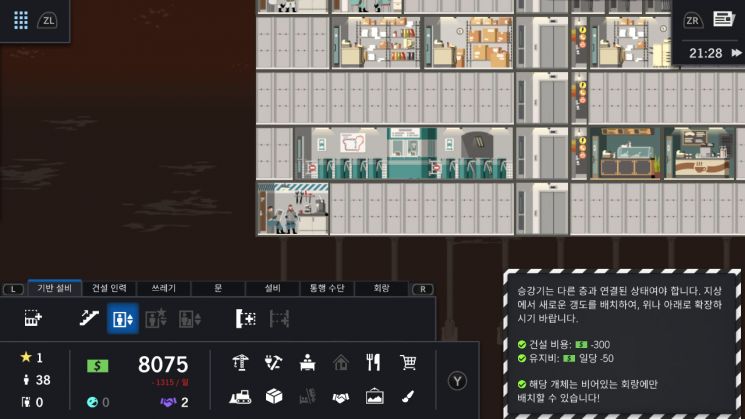 ZL
ZR
21:28
L
기반 설비
건설 인력
쓰레기
문
설비
통행 수단
회랑
R
1
38
0
8075
- 1315 / 일
0
2
Y
승강기는 다른 층과 연결된 상태여야 합니다. 지상
에서 새로운 갱도를 배치하여, 위나 아래로 확장하
시기 바랍니다.
건설 비용: $ -300
유지비: $ 일당 -50
해당 개체는 비어있는 회랑에만
배치할 수 있습니다!